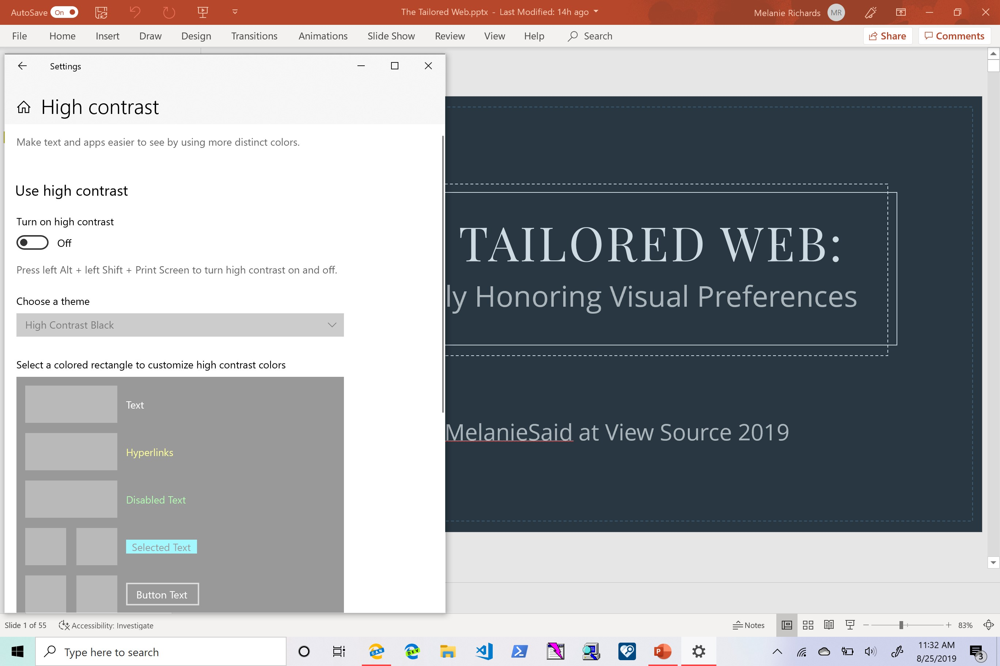 AutoSave On
The Tailored Web.pptx - Last Modified: 14h ago
Melanie Richards MR
File Home Insert Draw Design Transitions Animations Slide Show Review View Help Search Share Comments
Settings
High contrast
Make text and apps easier to see by using more distinct colors.
Use high contrast
Turn on high contrast
Off
Press left Alt + left Shift + Print Screen to turn high contrast on and off.
Choose a theme
High Contrast Black
Select a colored rectangle to customize high contrast colors
Text
Hyperlinks
Disabled Text
Selected Text
Button Text
TAILORED WEB:
ly Honoring Visual Preferences
MelanieSaid at View Source 2019
Slide 1 of 55 Accessibility: Investigate Notes 83%
Type here to search
CAN
DEV
P
11:32 AM
8/25/2019
3